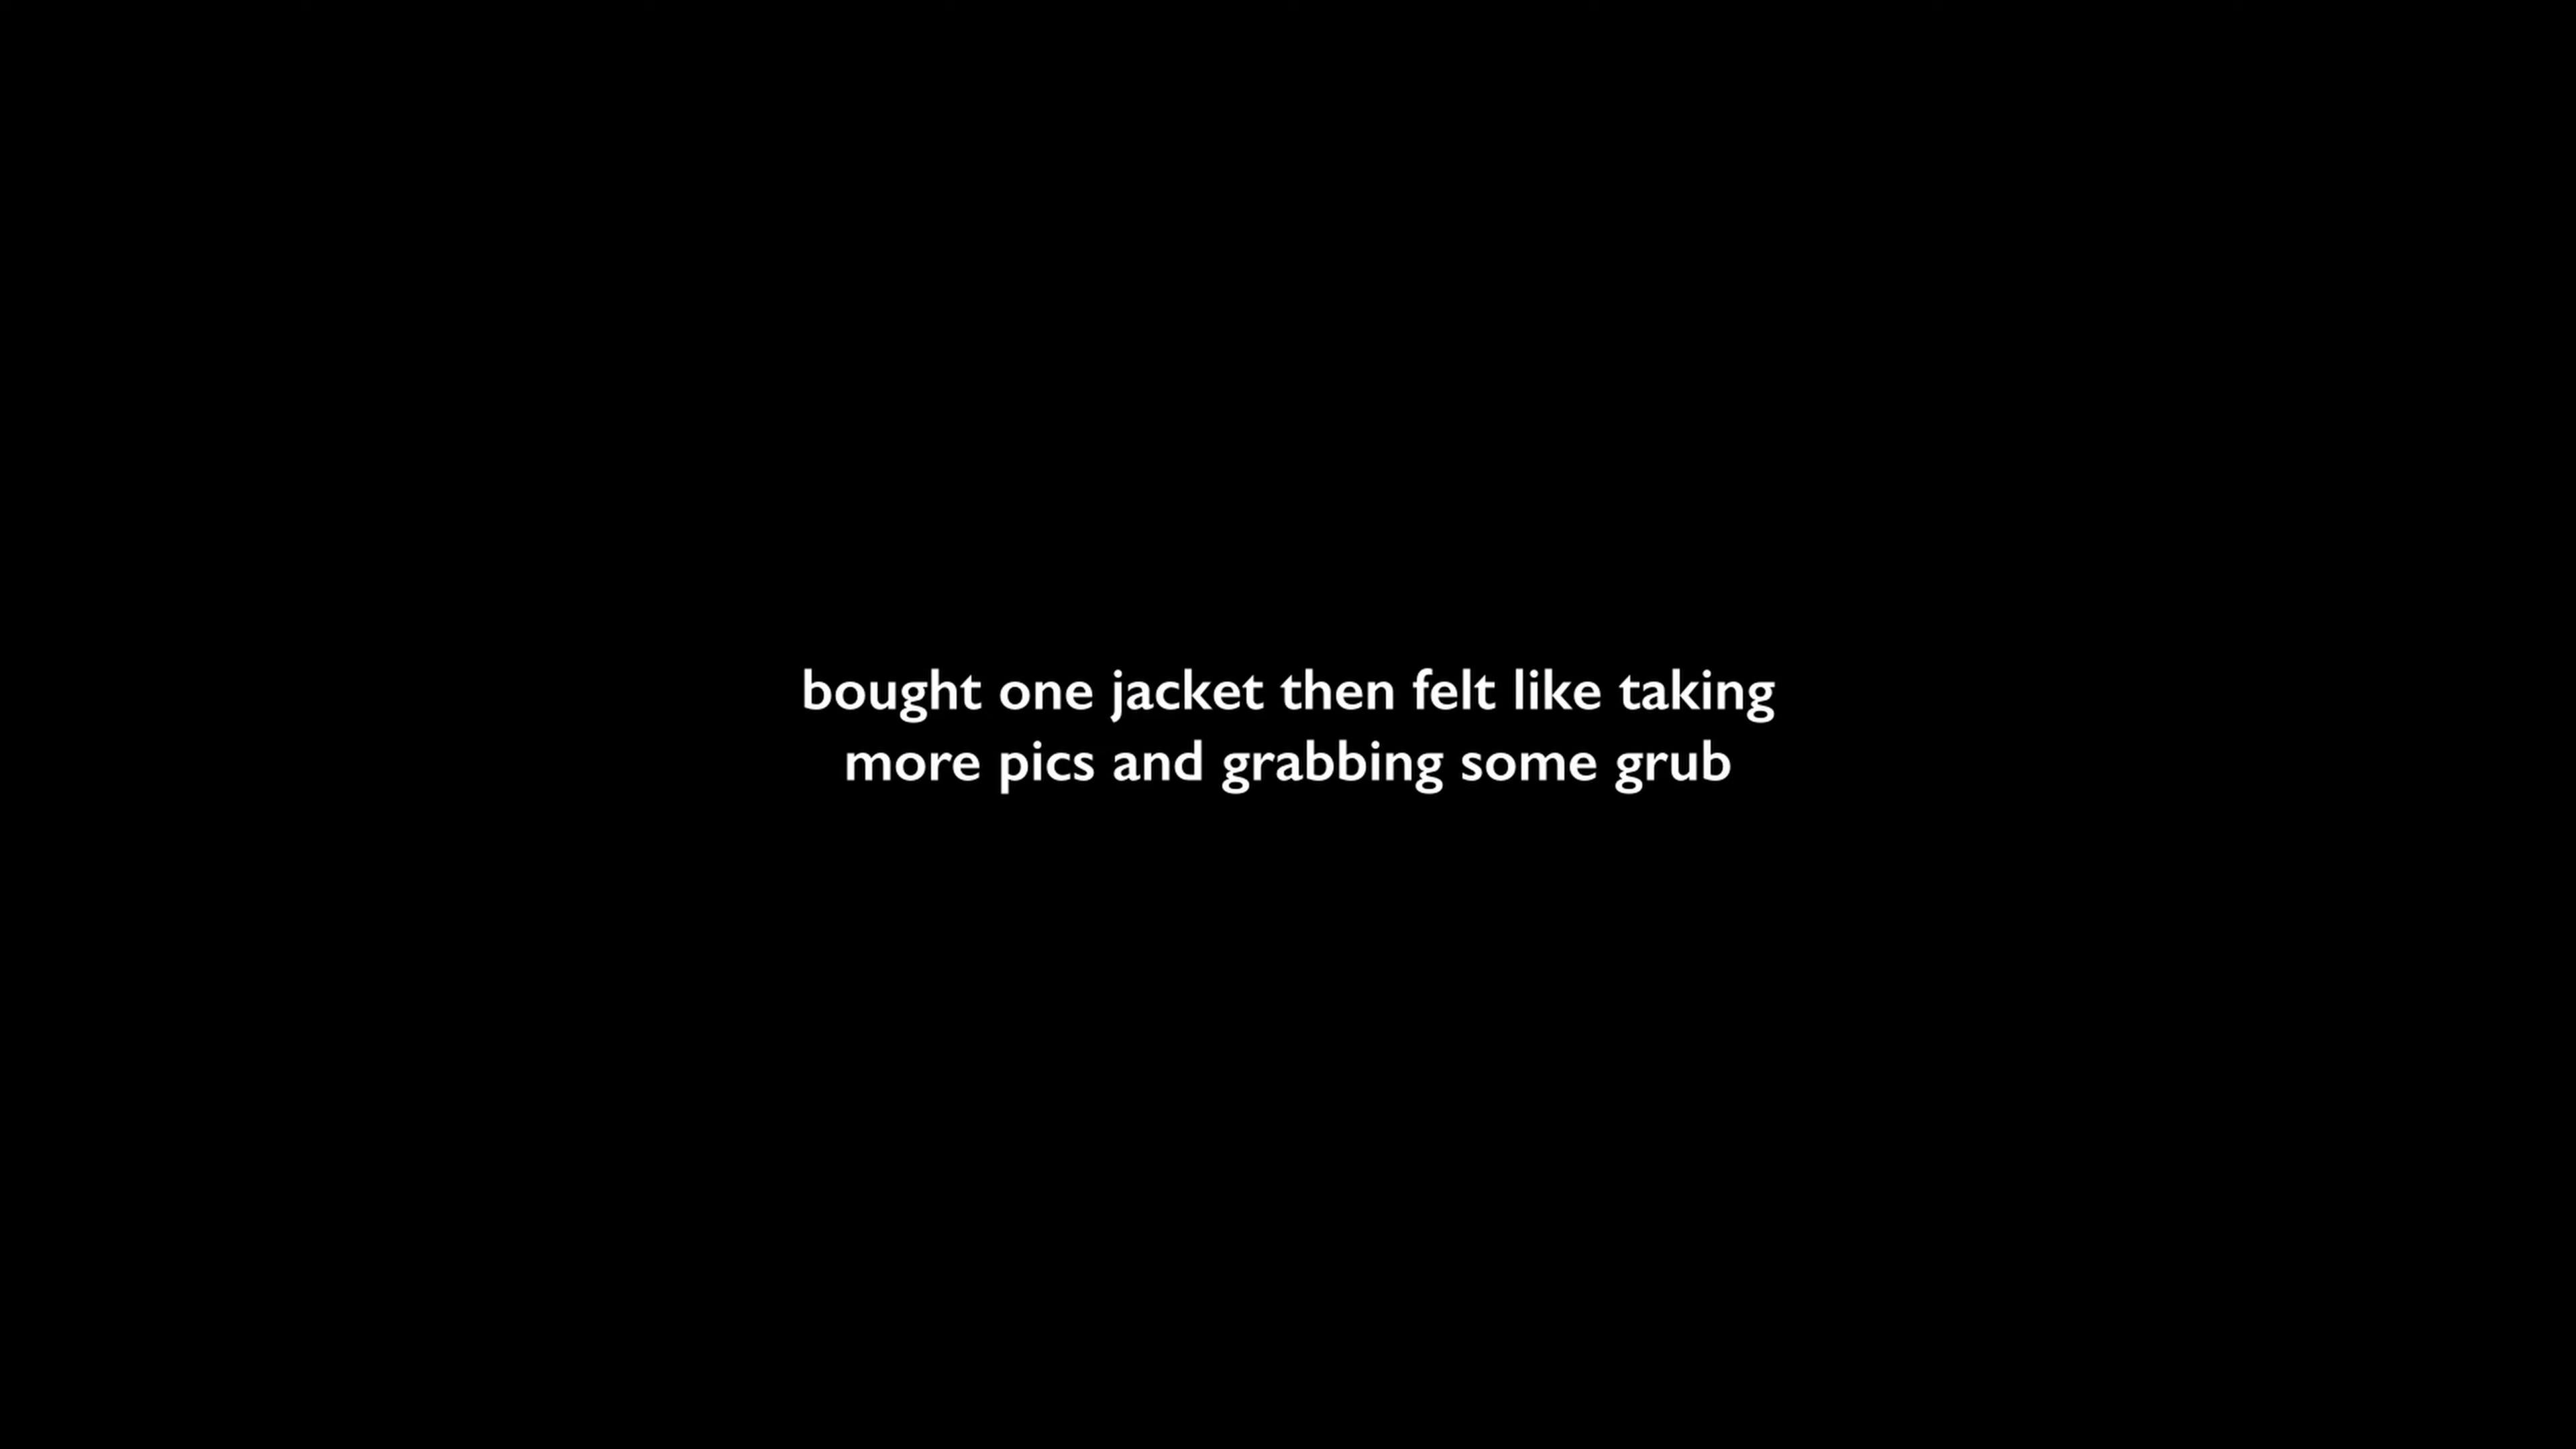 bought one jacket then felt like taking
more pics and grabbing some grub